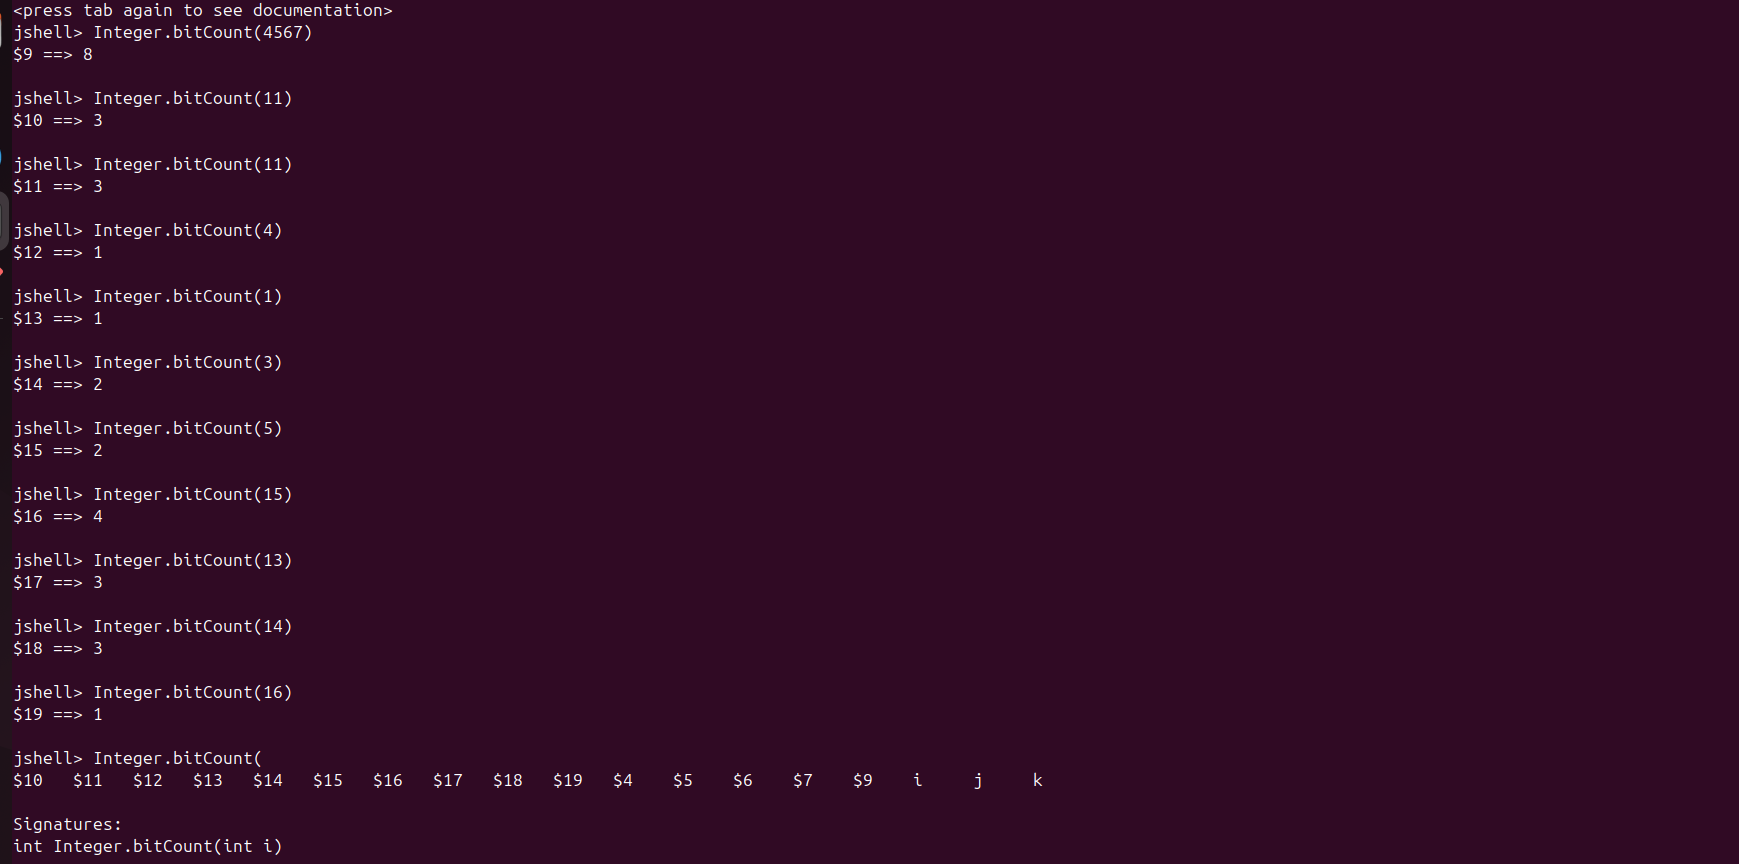 <press tab again to see documentation>
jshell> Integer.bitCount(4567)
$9 ==> 8
jshell> Integer.bitCount(11)
$10 ==> 3
jshell> Integer.bitCount(11)
$11 ==> 3
jshell> Integer.bitCount(4)
$12 ==> 1
jshell> Integer.bitCount(1)
$13 ==> 1
jshell> Integer.bitCount(3)
$14 ==> 2
jshell> Integer.bitCount(5)
$15 ==> 2
jshell> Integer.bitCount(15)
$16 ==> 4
jshell> Integer.bitCount(13)
$17 ==> 3
jshell> Integer.bitCount(14)
$18 ==> 3
jshell> Integer.bitCount(16)
$19 ==> 1
jshell> Integer.bitCount(
$10 $11 $12 $13 $14 $15 $16 $17 $18 $19 $4 $5 $6 $7 $9 i j k
Signatures:
int Integer.bitCount(int i)